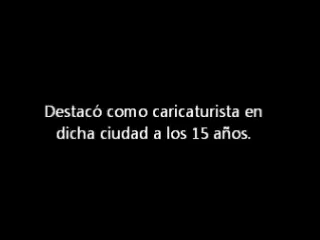 Destacó como caricaturista en
dicha ciudad a los 15 años.